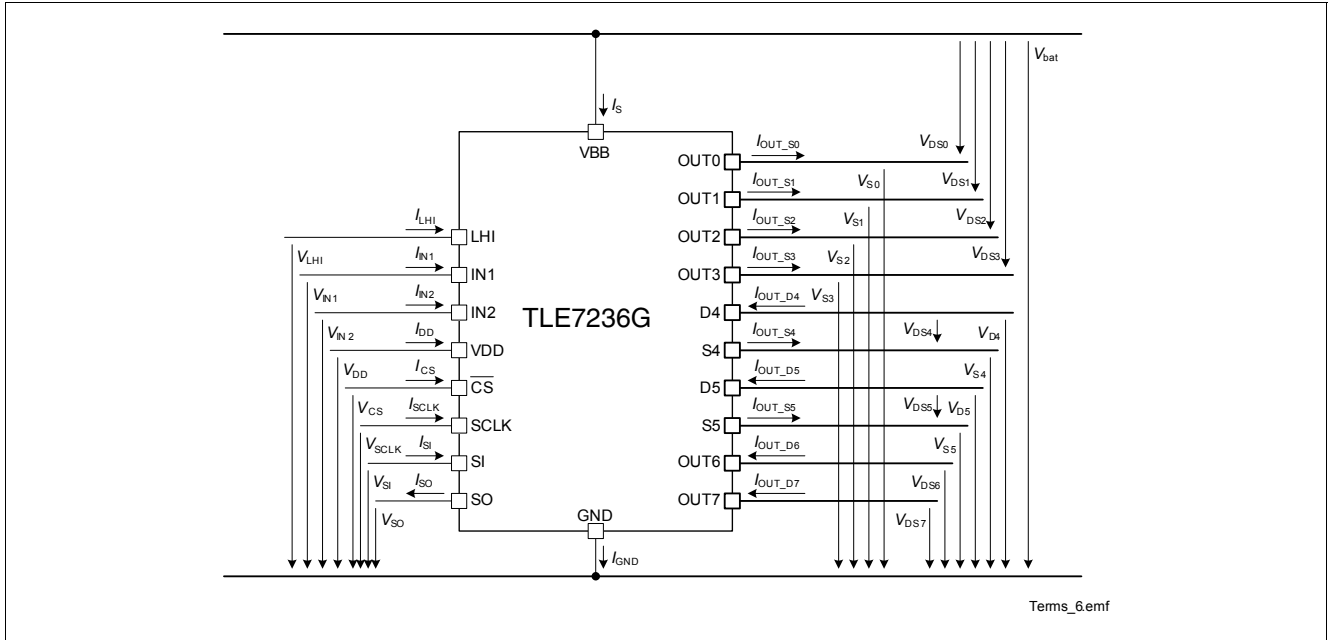 V_bat
I_S
VBB
I_OUT_S0
V_DS0
OUT0
I_OUT_S1
V_S0
V_DS1
OUT1
I_LHI
I_OUT_S2
V_S1
V_DS2
LHI
OUT2
V_LHI
I_IN1
I_OUT_S3
V_S2
V_DS3
IN1
OUT3
V_IN1
I_IN2
I_OUT_D4
V_S3
IN2
TLE7236G
D4
V_IN2
I_DD
I_OUT_S4
V_DS4
V_D4
VDD
S4
V_DD
I_CS
I_OUT_D5
V_S4
CS
D5
V_CS
I_SCLK
I_OUT_S5
V_DS5
V_D5
SCLK
S5
V_SCLK
I_SI
I_OUT_D6
V_S5
SI
OUT6
V_SI
I_SO
I_OUT_D7
V_DS6
SO
OUT7
V_SO
GND
V_DS7
I_GND
Terms_6.emf